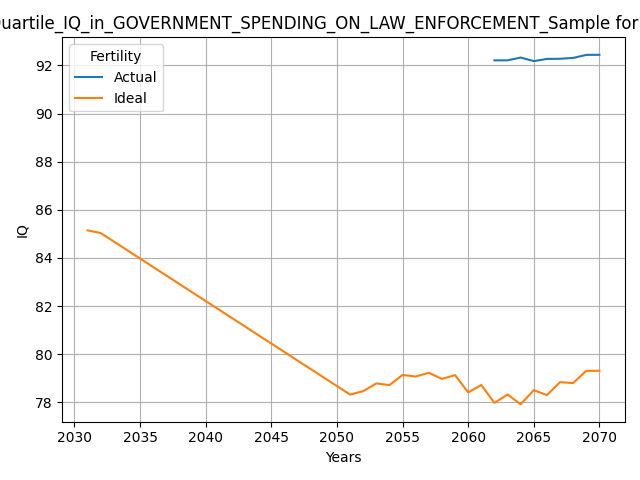 uartile_IQ_in_GOVERNMENT_SPENDING_ON_LAW_ENFORCEMENT_Sample for
Fertility
Actual
Ideal
92
90
88
86
84
82
80
78
IQ
2030 2035 2040 2045 2050 2055 2060 2065 2070
Years